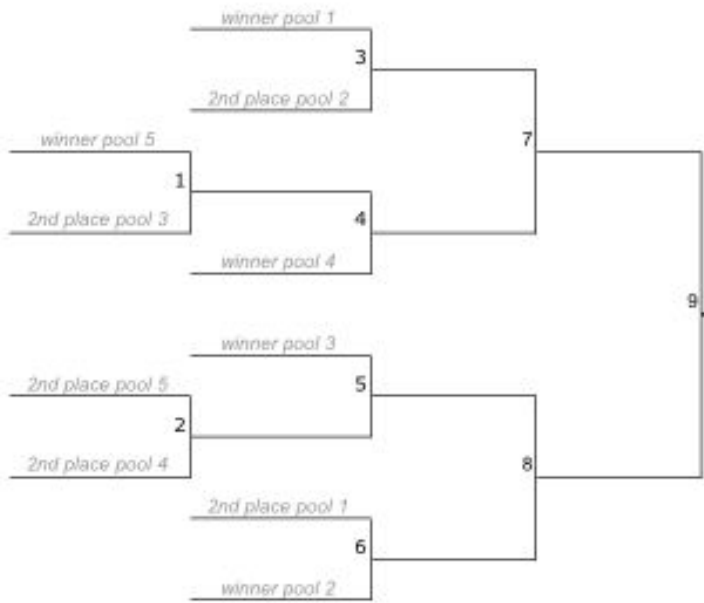 winner pool 1
3
2nd place pool 2
winner pool 5
7
1
2nd place pool 3
4
winner pool 4
9
winner pool 3
2nd place pool 5
5
2
2nd place pool 4
8
2nd place pool 1
6
winner pool 2